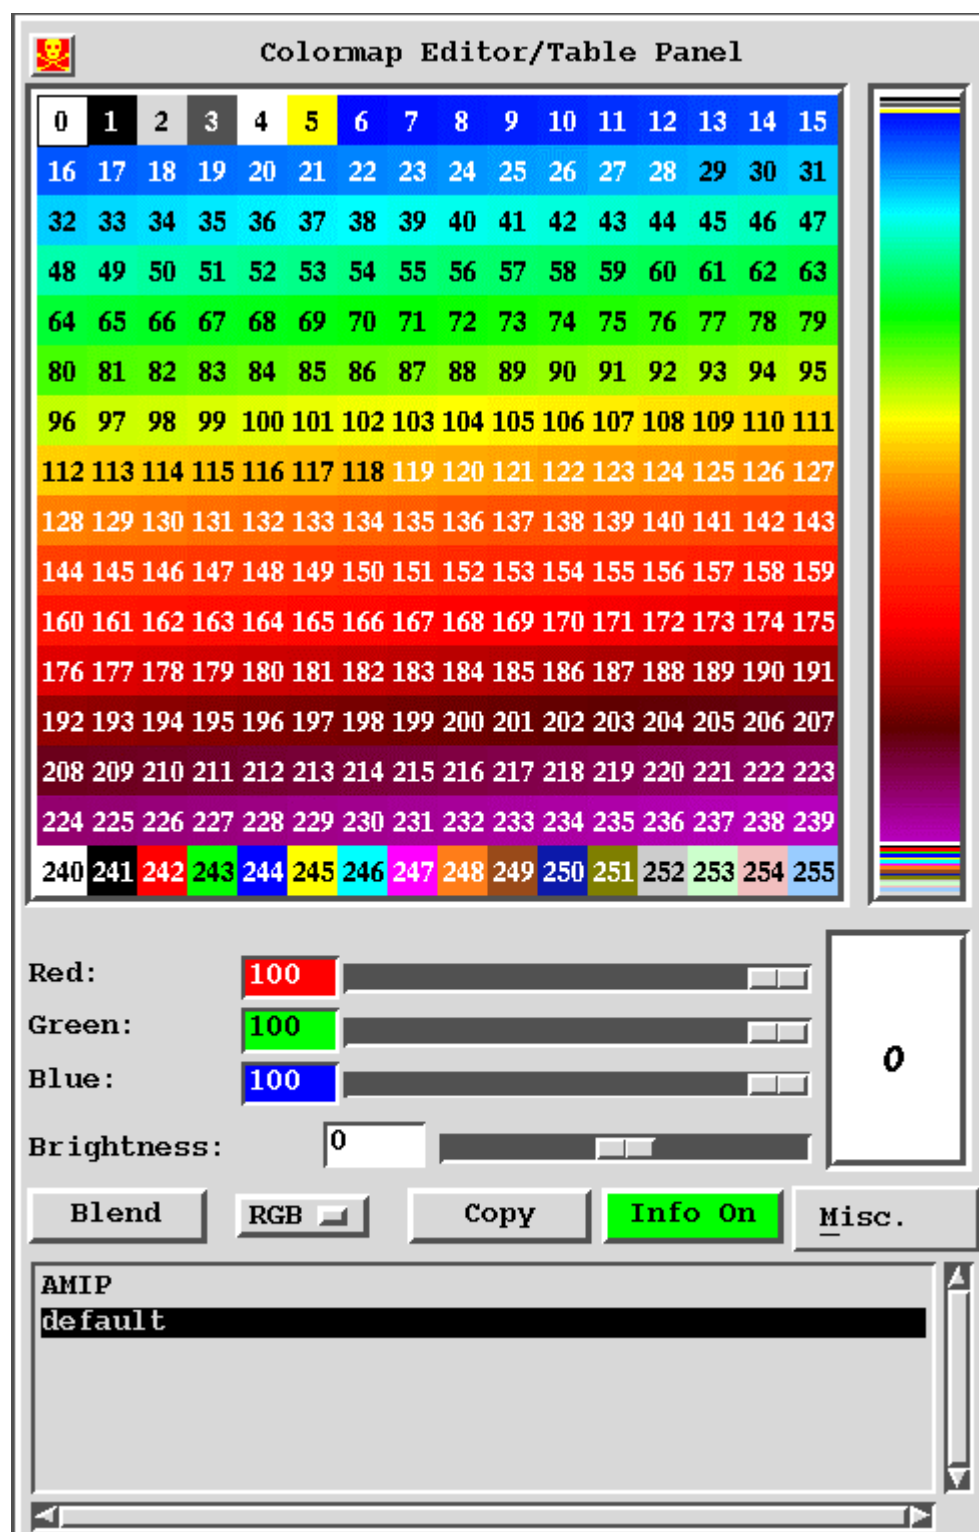 Colormap Editor/Table Panel
0 1 2 3 4 5 6 7 8 9 10 11 12 13 14 15
16 17 18 19 20 21 22 23 24 25 26 27 28 29 30 31
32 33 34 35 36 37 38 39 40 41 42 43 44 45 46 47
48 49 50 51 52 53 54 55 56 57 58 59 60 61 62 63
64 65 66 67 68 69 70 71 72 73 74 75 76 77 78 79
80 81 82 83 84 85 86 87 88 89 90 91 92 93 94 95
96 97 98 99 100 101 102 103 104 105 106 107 108 109 110 111
112 113 114 115 116 117 118 119 120 121 122 123 124 125 126 127
128 129 130 131 132 133 134 135 136 137 138 139 140 141 142 143
144 145 146 147 148 149 150 151 152 153 154 155 156 157 158 159
160 161 162 163 164 165 166 167 168 169 170 171 172 173 174 175
176 177 178 179 180 181 182 183 184 185 186 187 188 189 190 191
192 193 194 195 196 197 198 199 200 201 202 203 204 205 206 207
208 209 210 211 212 213 214 215 216 217 218 219 220 221 222 223
224 225 226 227 228 229 230 231 232 233 234 235 236 237 238 239
240 241 242 243 244 245 246 247 248 249 250 251 252 253 254 255
Red: 100
Green: 100
Blue: 100
0
Brightness: 0
Blend RGB Copy Info On Misc.
AMIP
default